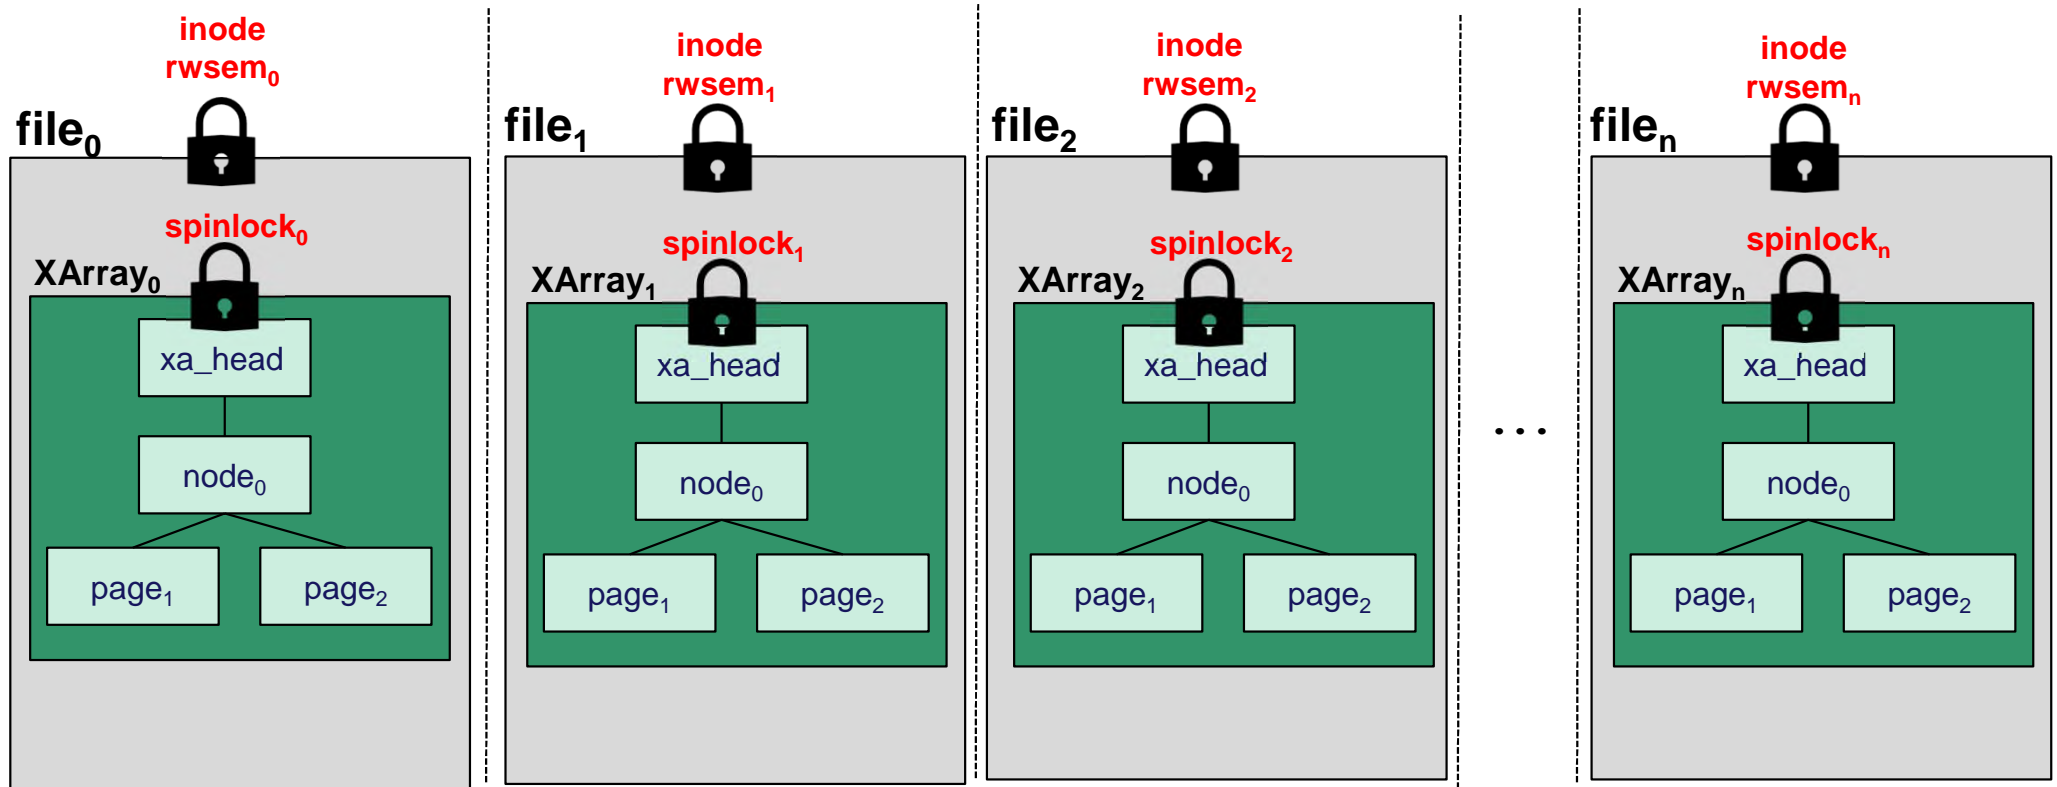 inode
rwsem₀
file₀
spinlock₀
XArray₀
xa_head
node₀
page₁
page₂
inode
rwsem₁
file₁
spinlock₁
XArray₁
xa_head
node₀
page₁
page₂
inode
rwsem₂
file₂
spinlock₂
XArray₂
xa_head
node₀
page₁
page₂
...
inode
rwsemₙ
fileₙ
spinlockₙ
XArrayₙ
xa_head
node₀
page₁
page₂